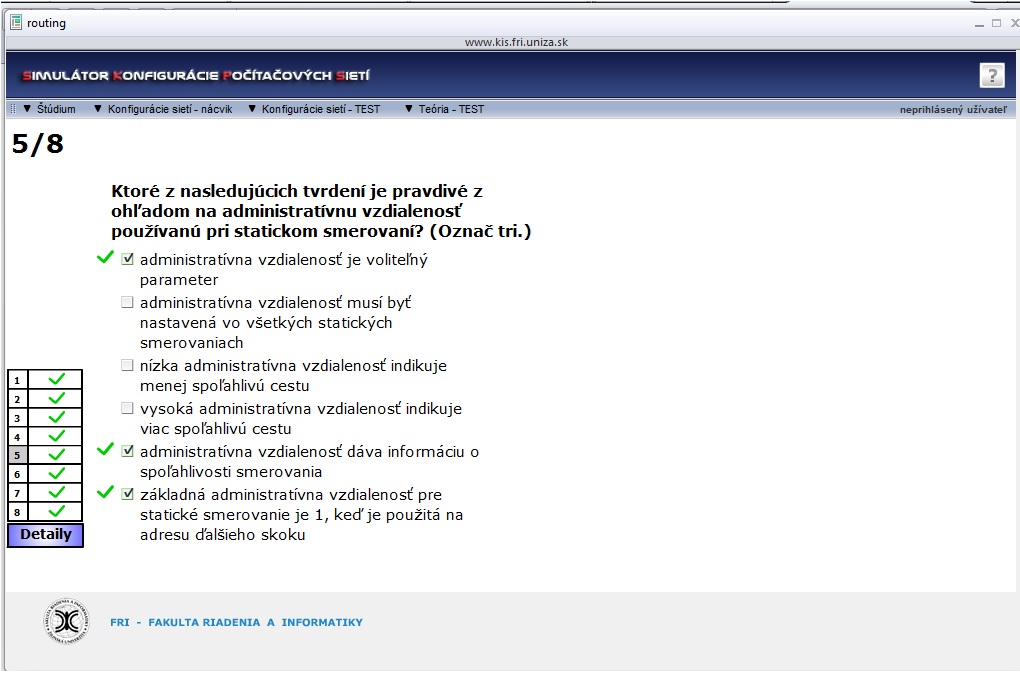 routing
www.kis.fri.uniza.sk
SIMULÁTOR KONFIGURÁCIE POČÍTAČOVÝCH SIETÍ
?
▼ Štúdium ▼ Konfigurácie sietí - nácvik ▼ Konfigurácie sietí - TEST ▼ Teória - TEST neprihlásený užívateľ
5/8
Ktoré z nasledujúcich tvrdení je pravdivé z
ohľadom na administratívnu vzdialenosť
používanú pri statickom smerovaní? (Označ tri.)
administratívna vzdialenosť je voliteľný
parameter
administratívna vzdialenosť musí byť
nastavená vo všetkých statických
smerovaniach
nízka administratívna vzdialenosť indikuje
menej spoľahlivú cestu
vysoká administratívna vzdialenosť indikuje
viac spoľahlivú cestu
administratívna vzdialenosť dáva informáciu o
spoľahlivosti smerovania
základná administratívna vzdialenosť pre
statické smerovanie je 1, keď je použitá na
adresu ďalšieho skoku
1
2
3
4
5
6
7
8
Detaily
FRI - FAKULTA RIADENIA A INFORMATIKY